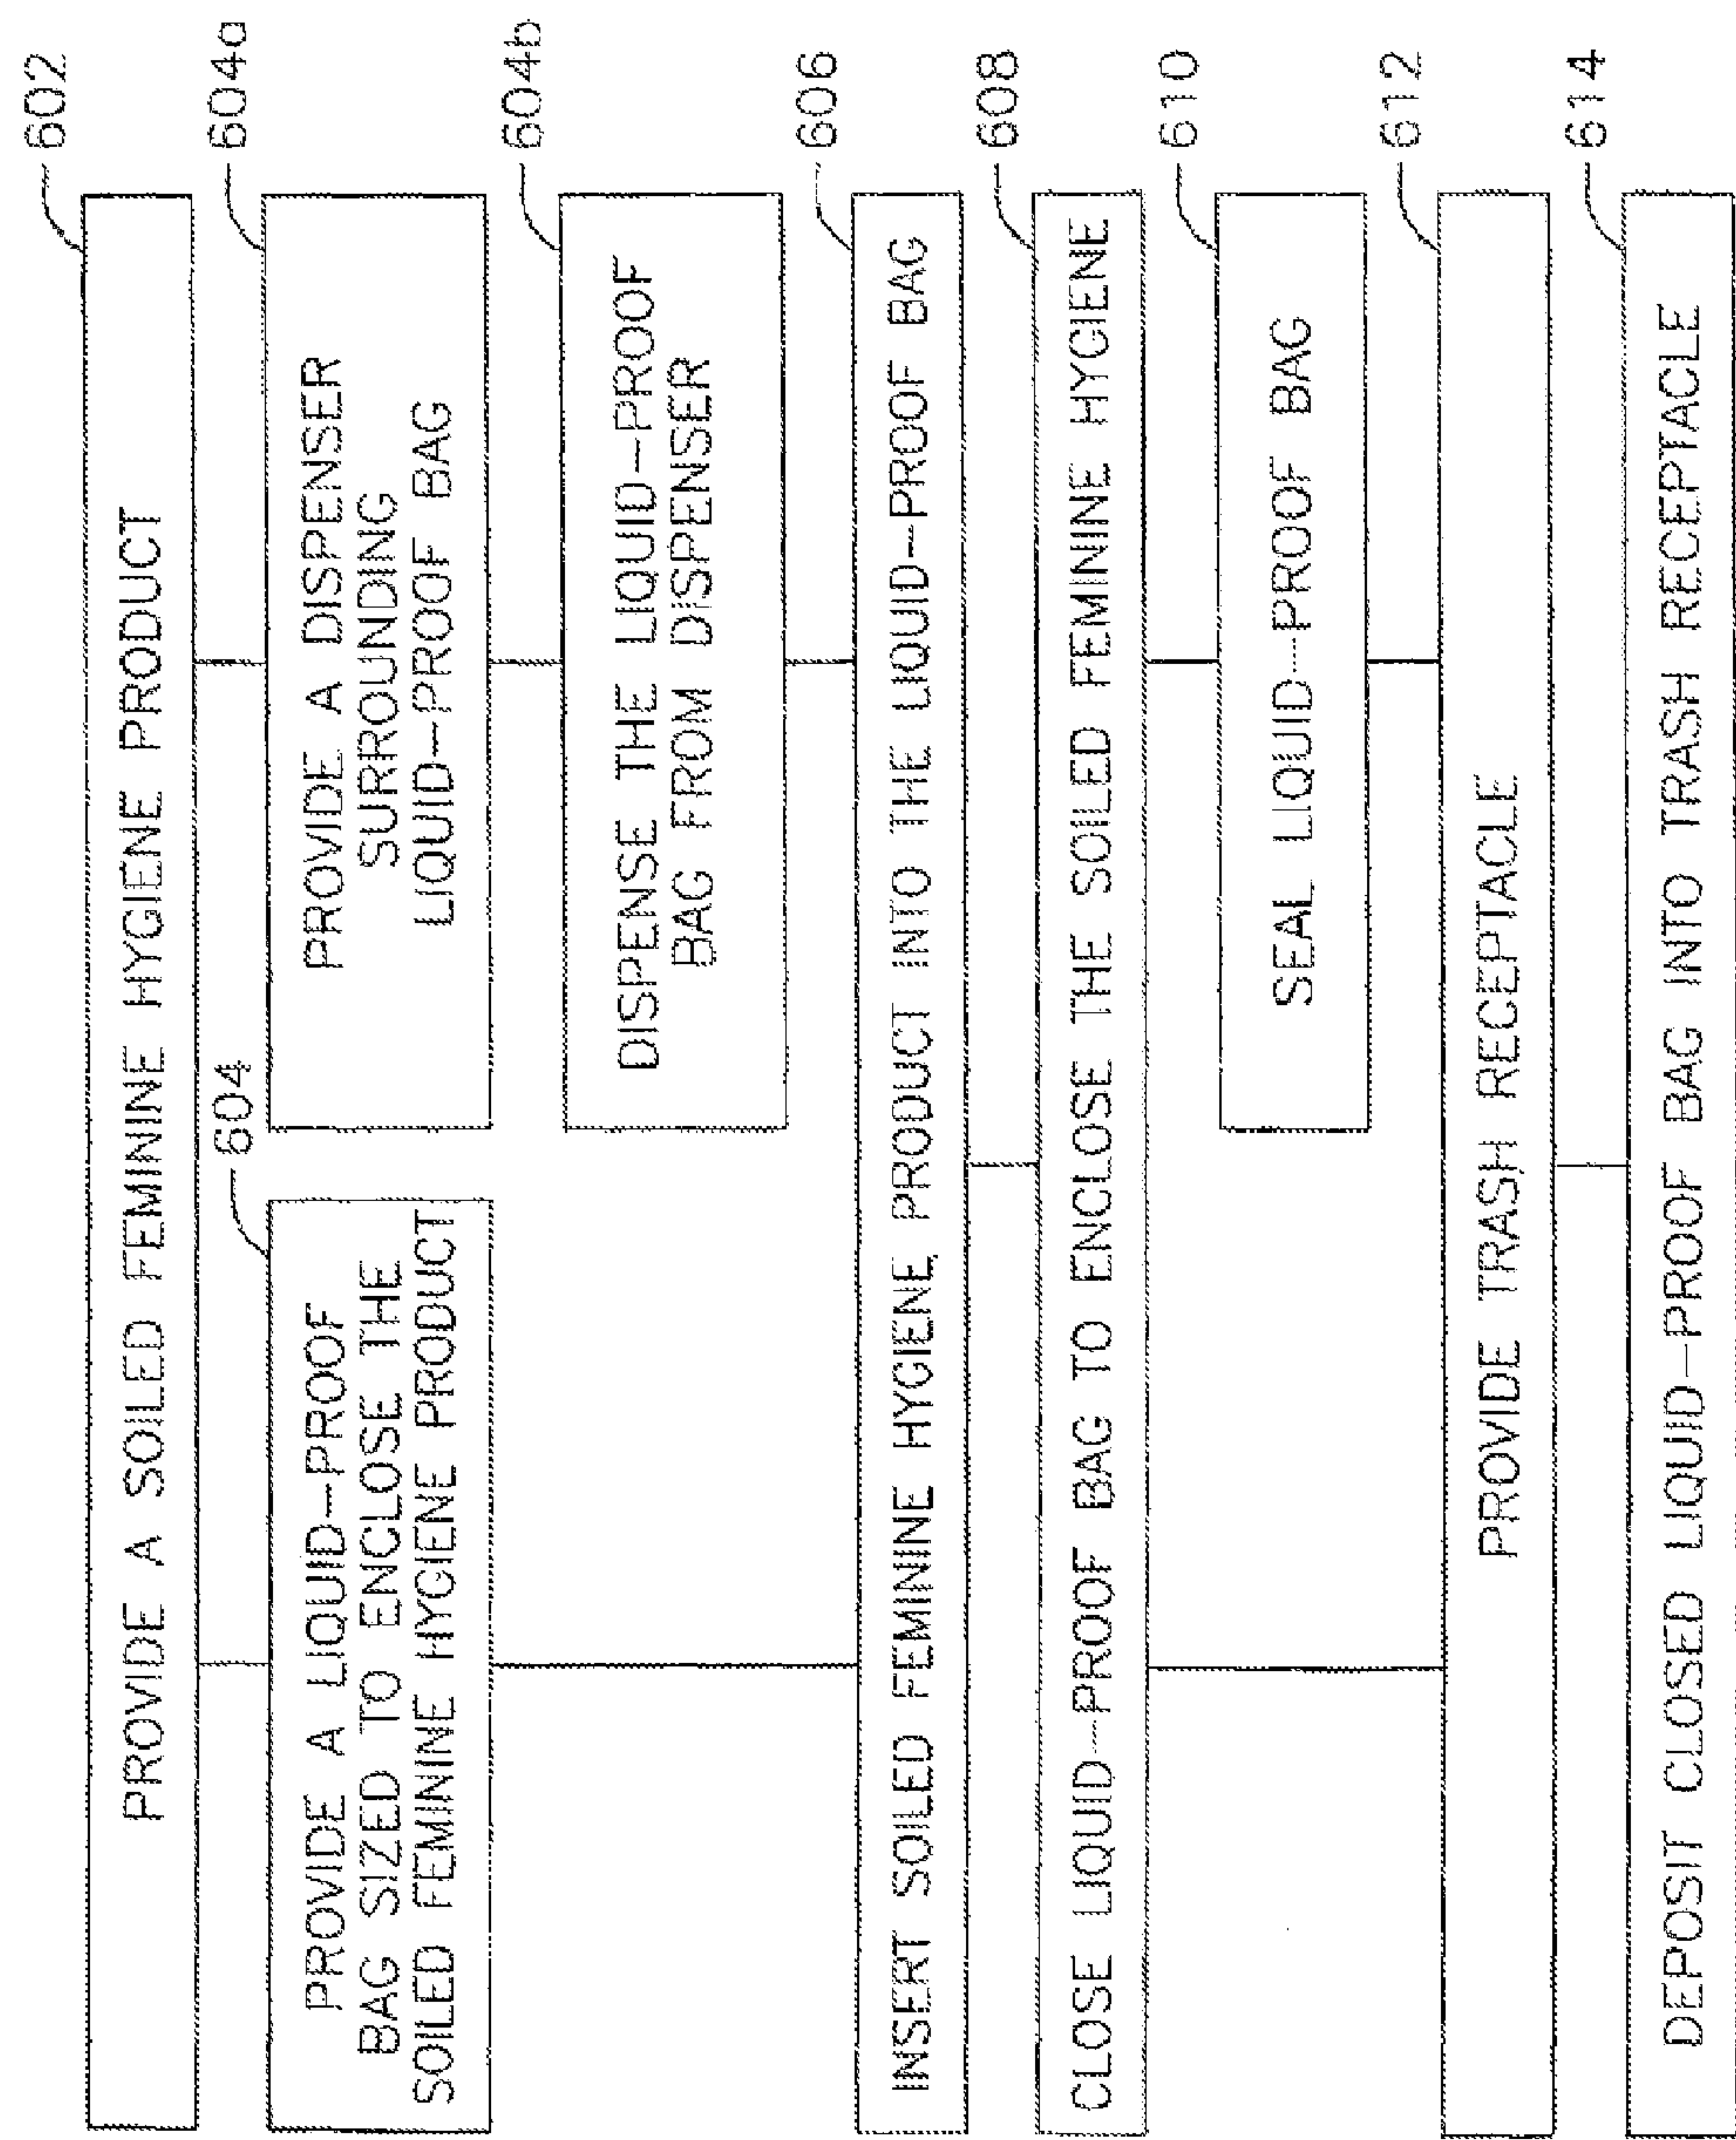 602
PROVIDE A SOILED FEMININE HYGIENE PRODUCT
604
PROVIDE A LIQUID-PROOF
BAG SIZED TO ENCLOSE THE
SOILED FEMININE HYGIENE PRODUCT
604a
PROVIDE A DISPENSER
SURROUNDING
LIQUID-PROOF BAG
604b
DISPENSE THE LIQUID-PROOF
BAG FROM DISPENSER
606
INSERT SOILED FEMININE HYGIENE PRODUCT INTO THE LIQUID-PROOF BAG
608
CLOSE LIQUID-PROOF BAG TO ENCLOSE THE SOILED FEMININE HYGIENE
610
SEAL LIQUID-PROOF BAG
612
PROVIDE TRASH RECEPTACLE
614
DEPOSIT CLOSED LIQUID-PROOF BAG INTO TRASH RECEPTACLE